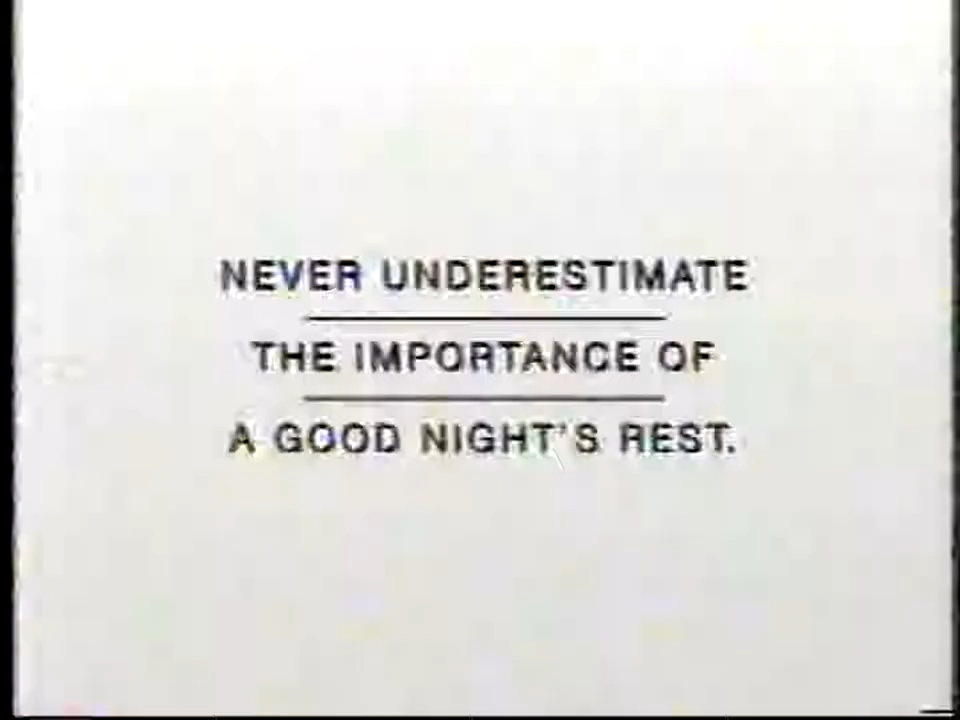 NEVER UNDERESTIMATE
THE IMPORTANCE OF
A GOOD NIGHT'S REST.